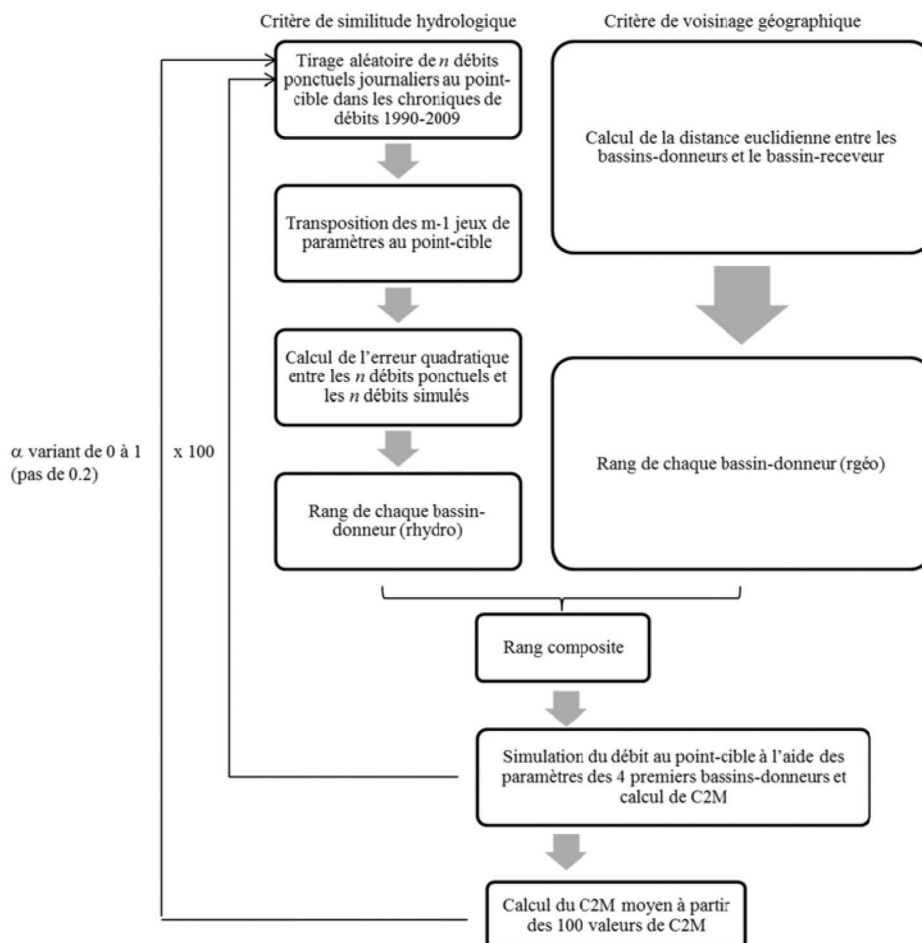 Critère de similitude hydrologique
Critère de voisinage géographique
Tirage aléatoire de n débits
ponctuels journaliers au point-
cible dans les chroniques de
débits 1990-2009
Calcul de la distance euclidienne entre les
bassins-donneurs et le bassin-receveur
Transposition des m-1 jeux de
paramètres au point-cible
Calcul de l’erreur quadratique
entre les n débits ponctuels et
les n débits simulés
α variant de 0 à 1
(pas de 0.2)
x 100
Rang de chaque bassin-
donneur (rhydro)
Rang de chaque bassin-donneur (rgéo)
Rang composite
Simulation du débit au point-cible à l’aide des
paramètres des 4 premiers bassins-donneurs et
calcul de C2M
Calcul du C2M moyen à partir
des 100 valeurs de C2M